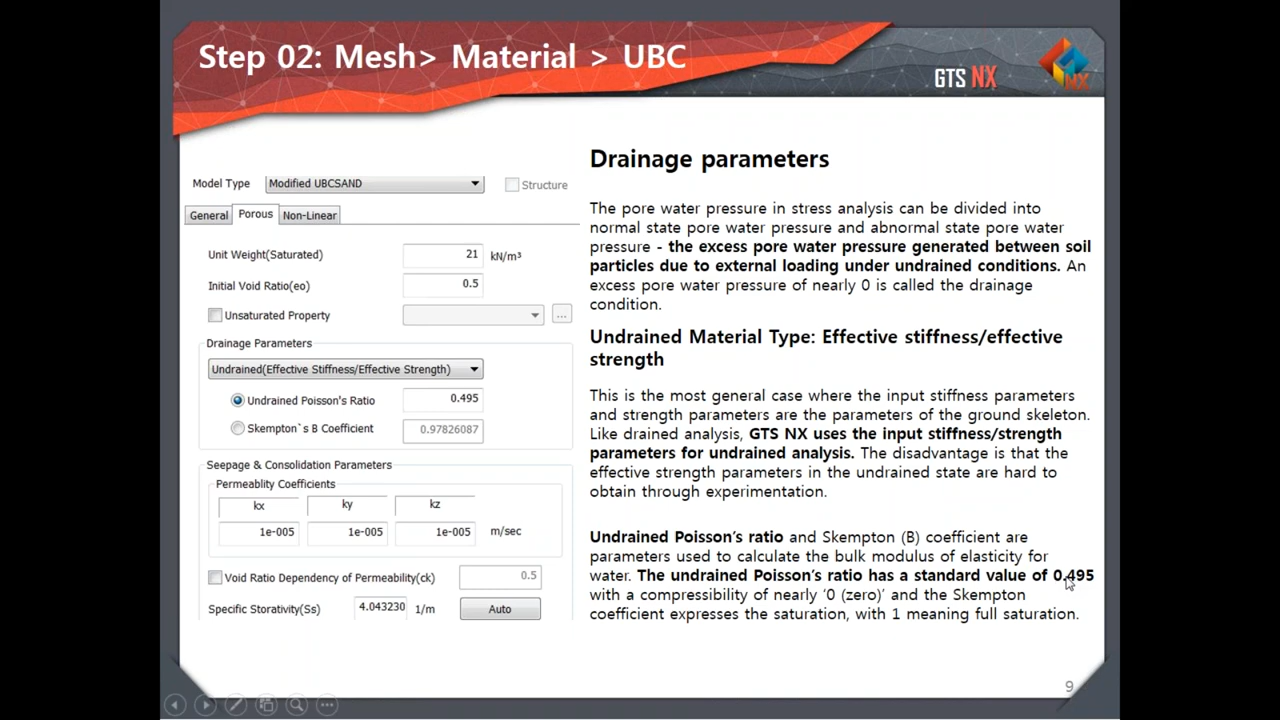 Step 02: Mesh> Material > UBC
GTS NX
Model Type
Modified UBCSAND
Structure
General
Porous
Non-Linear
Unit Weight(Saturated)
21
kN/m³
Initial Void Ratio(eo)
0.5
Unsaturated Property
...
Drainage Parameters
Undrained(Effective Stiffness/Effective Strength)
Undrained Poisson's Ratio
0.495
Skempton`s B Coefficient
0.97826087
Seepage & Consolidation Parameters
Permeablity Coefficients
kx
ky
kz
1e-005
1e-005
1e-005
m/sec
Void Ratio Dependency of Permeability(ck)
0.5
Specific Storativity(Ss)
4.043230
1/m
Auto
Drainage parameters
The pore water pressure in stress analysis can be divided into
normal state pore water pressure and abnormal state pore water
pressure - the excess pore water pressure generated between soil
particles due to external loading under undrained conditions. An
excess pore water pressure of nearly 0 is called the drainage
condition.
Undrained Material Type: Effective stiffness/effective
strength
This is the most general case where the input stiffness parameters
and strength parameters are the parameters of the ground skeleton.
Like drained analysis, GTS NX uses the input stiffness/strength
parameters for undrained analysis. The disadvantage is that the
effective strength parameters in the undrained state are hard to
obtain through experimentation.
Undrained Poisson's ratio and Skempton (B) coefficient are
parameters used to calculate the bulk modulus of elasticity for
water. The undrained Poisson's ratio has a standard value of 0.495
with a compressibility of nearly '0 (zero)' and the Skempton
coefficient expresses the saturation, with 1 meaning full saturation.
9